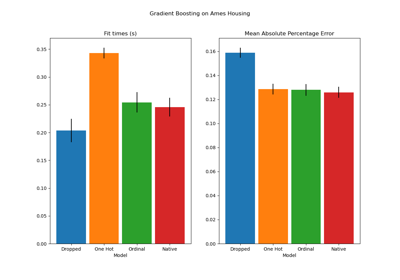 Gradient Boosting on Ames Housing
Fit times (s)
0.35
0.30
0.25
0.20
0.15
0.10
0.05
0.00
Dropped One Hot Ordinal Native
Model
Mean Absolute Percentage Error
0.16
0.14
0.12
0.10
0.08
0.06
0.04
0.02
0.00
Dropped One Hot Ordinal Native
Model